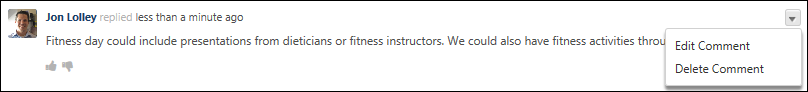 Jon Lolley replied less than a minute ago
Fitness day could include presentations from dieticians or fitness instructors. We could also have fitness activities
Edit Comment
Delete Comment